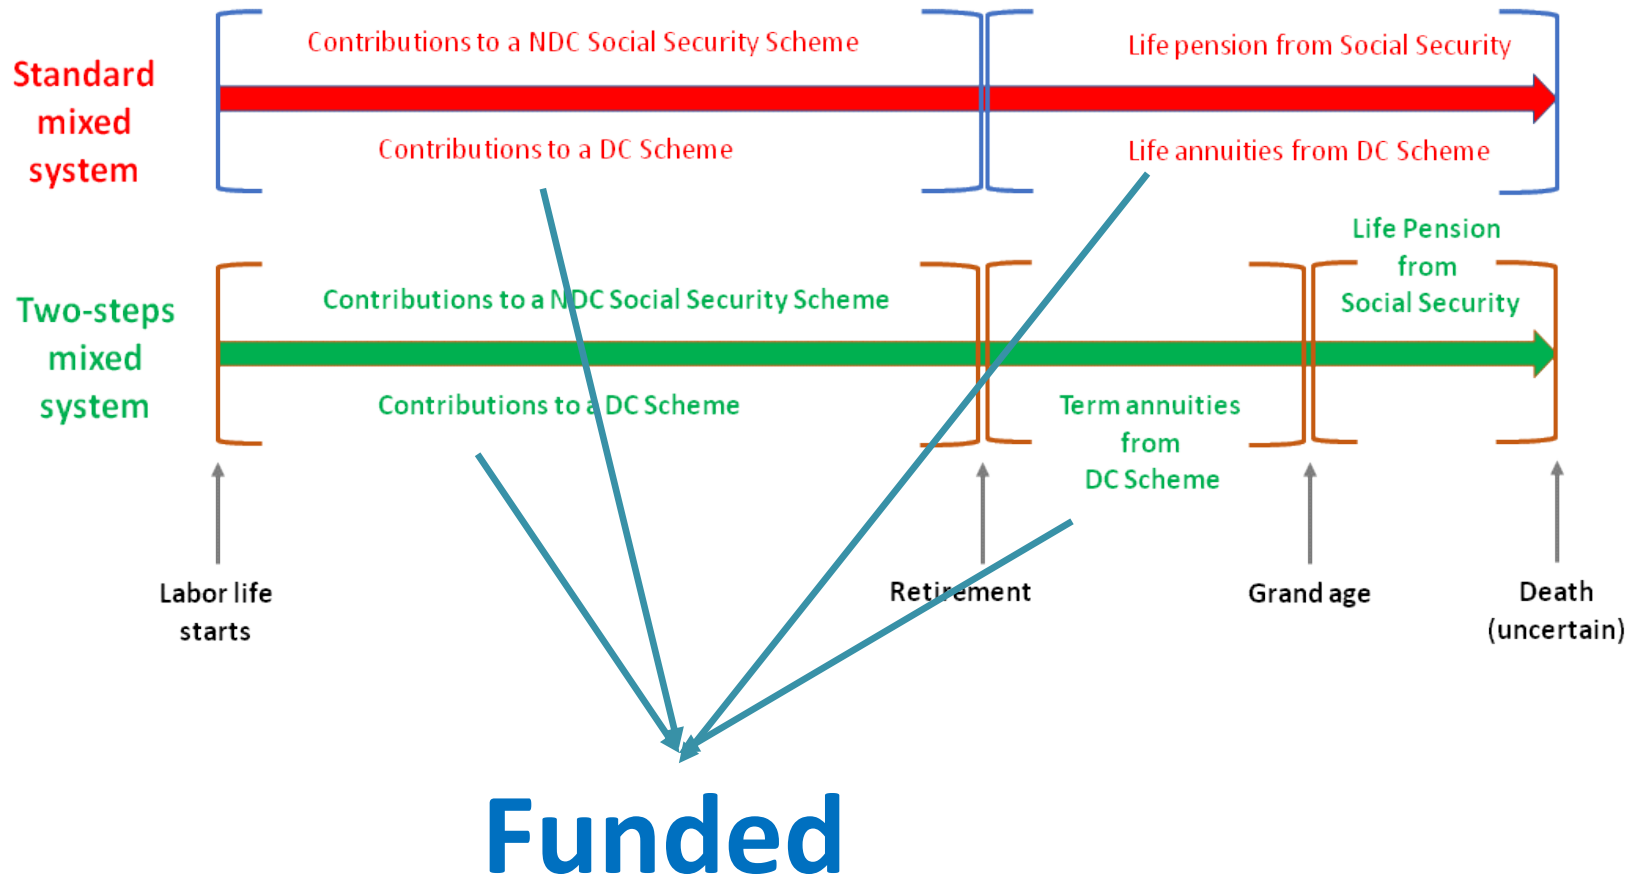 Contributions to a NDC Social Security Scheme
Life pension from Social Security
Standard
mixed
system
Contributions to a DC Scheme
Life annuities from DC Scheme
Life Pension
from
Social Security
Contributions to a NDC Social Security Scheme
Two-steps
mixed
system
Contributions to a DC Scheme
Term annuities
from
DC Scheme
Labor life
starts
Retirement
Grand age
Death
(uncertain)
Funded